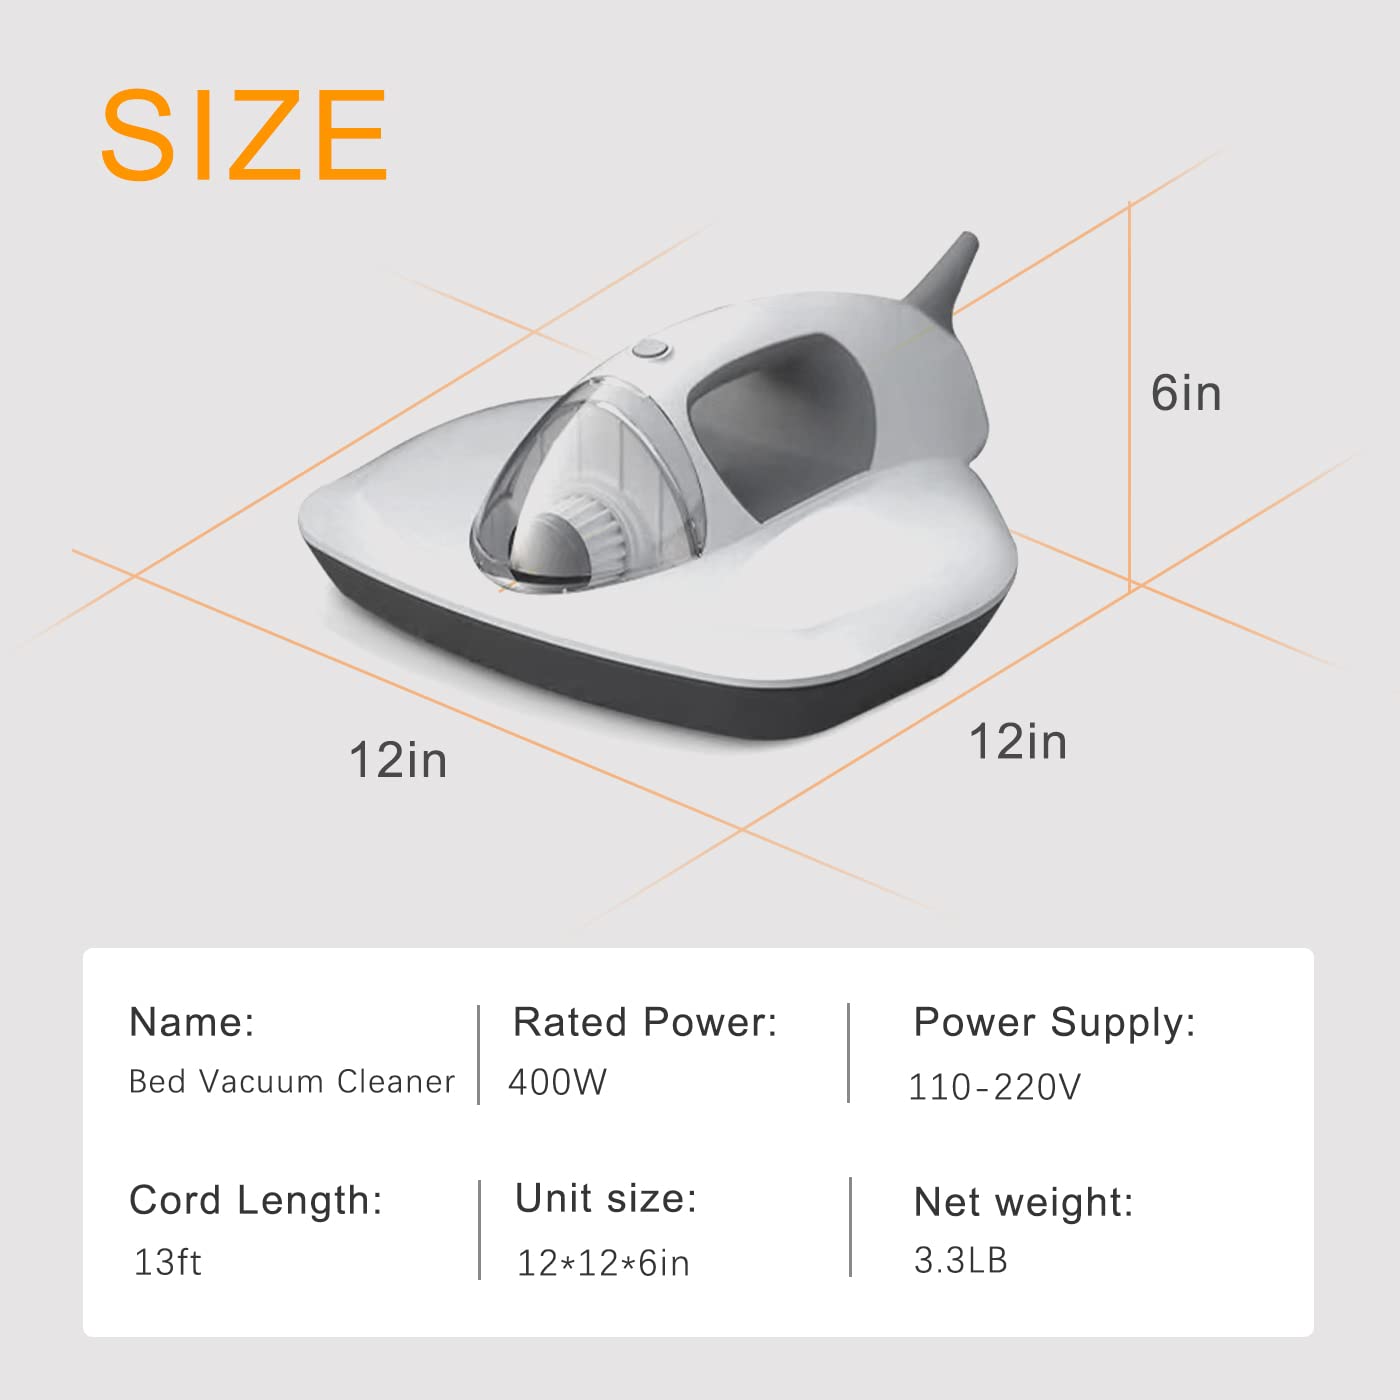 SIZE
6in
12in
12in
Name:
Bed Vacuum Cleaner
Rated Power:
400W
Power Supply:
110-220V
Cord Length:
13ft
Unit size:
12*12*6in
Net weight:
3.3LB